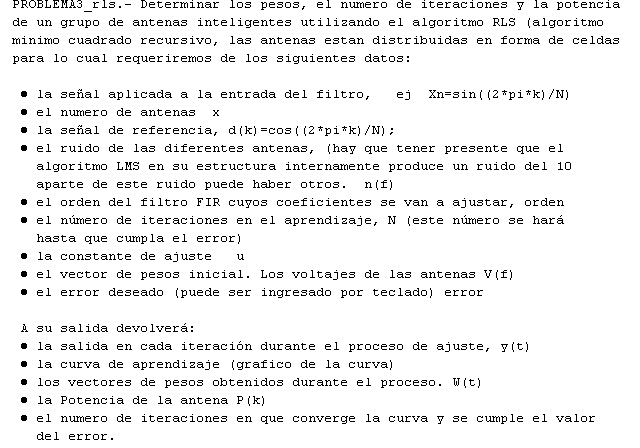 PROBLEMA3_rls.- Determinar los pesos, el numero de iteraciones y la potencia
de un grupo de antenas inteligentes utilizando el algoritmo RLS (algoritmo
minimo cuadrado recursivo, las antenas estan distribuidas en forma de celdas
para lo cual requeriremos de los siguientes datos:
● la señal aplicada a la entrada del filtro, ej Xn=sin((2*pi*k)/N)
● el numero de antenas x
● la señal de referencia, d(k)=cos((2*pi*k)/N);
● el ruido de las diferentes antenas, (hay que tener presente que el
algoritmo LMS en su estructura internamente produce un ruido del 10
aparte de este ruido puede haber otros. n(f)
● el orden del filtro FIR cuyos coeficientes se van a ajustar, orden
● el número de iteraciones en el aprendizaje, N (este número se hará
hasta que cumpla el error)
● la constante de ajuste u
● el vector de pesos inicial. Los voltajes de las antenas V(f)
● el error deseado (puede ser ingresado por teclado) error
A su salida devolverá:
● la salida en cada iteración durante el proceso de ajuste, y(t)
● la curva de aprendizaje (grafico de la curva)
● los vectores de pesos obtenidos durante el proceso. W(t)
● la Potencia de la antena P(k)
● el numero de iteraciones en que converge la curva y se cumple el valor
del error.